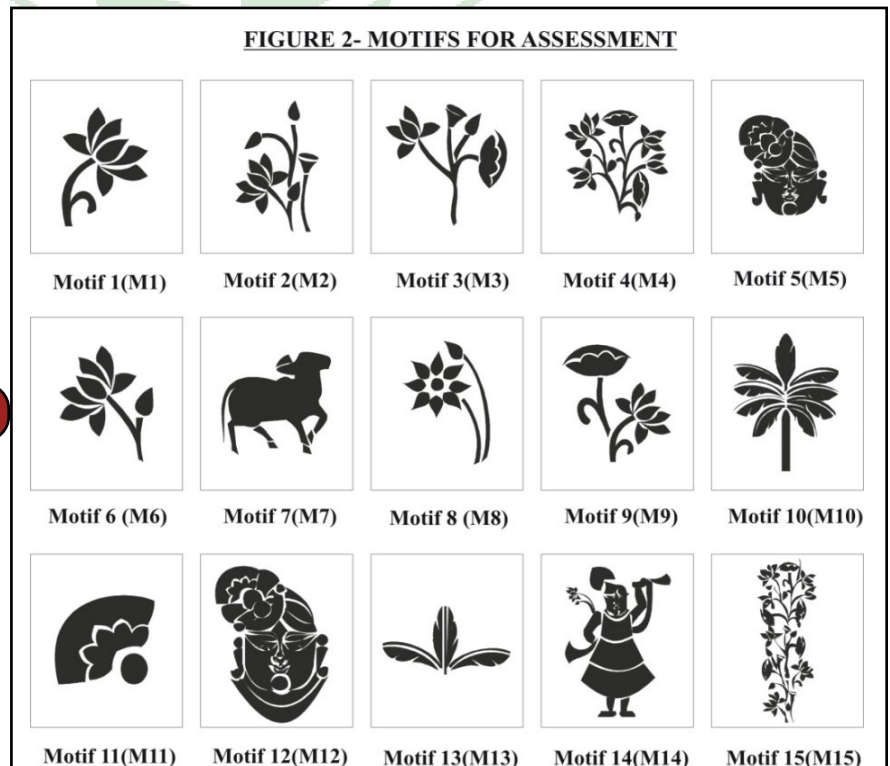 FIGURE 2- MOTIFS FOR ASSESSMENT
Motif 1(M1) Motif 2(M2) Motif 3(M3) Motif 4(M4) Motif 5(M5)
Motif 6 (M6) Motif 7(M7) Motif 8 (M8) Motif 9(M9) Motif 10(M10)
Motif 11(M11) Motif 12(M12) Motif 13(M13) Motif 14(M14) Motif 15(M15)